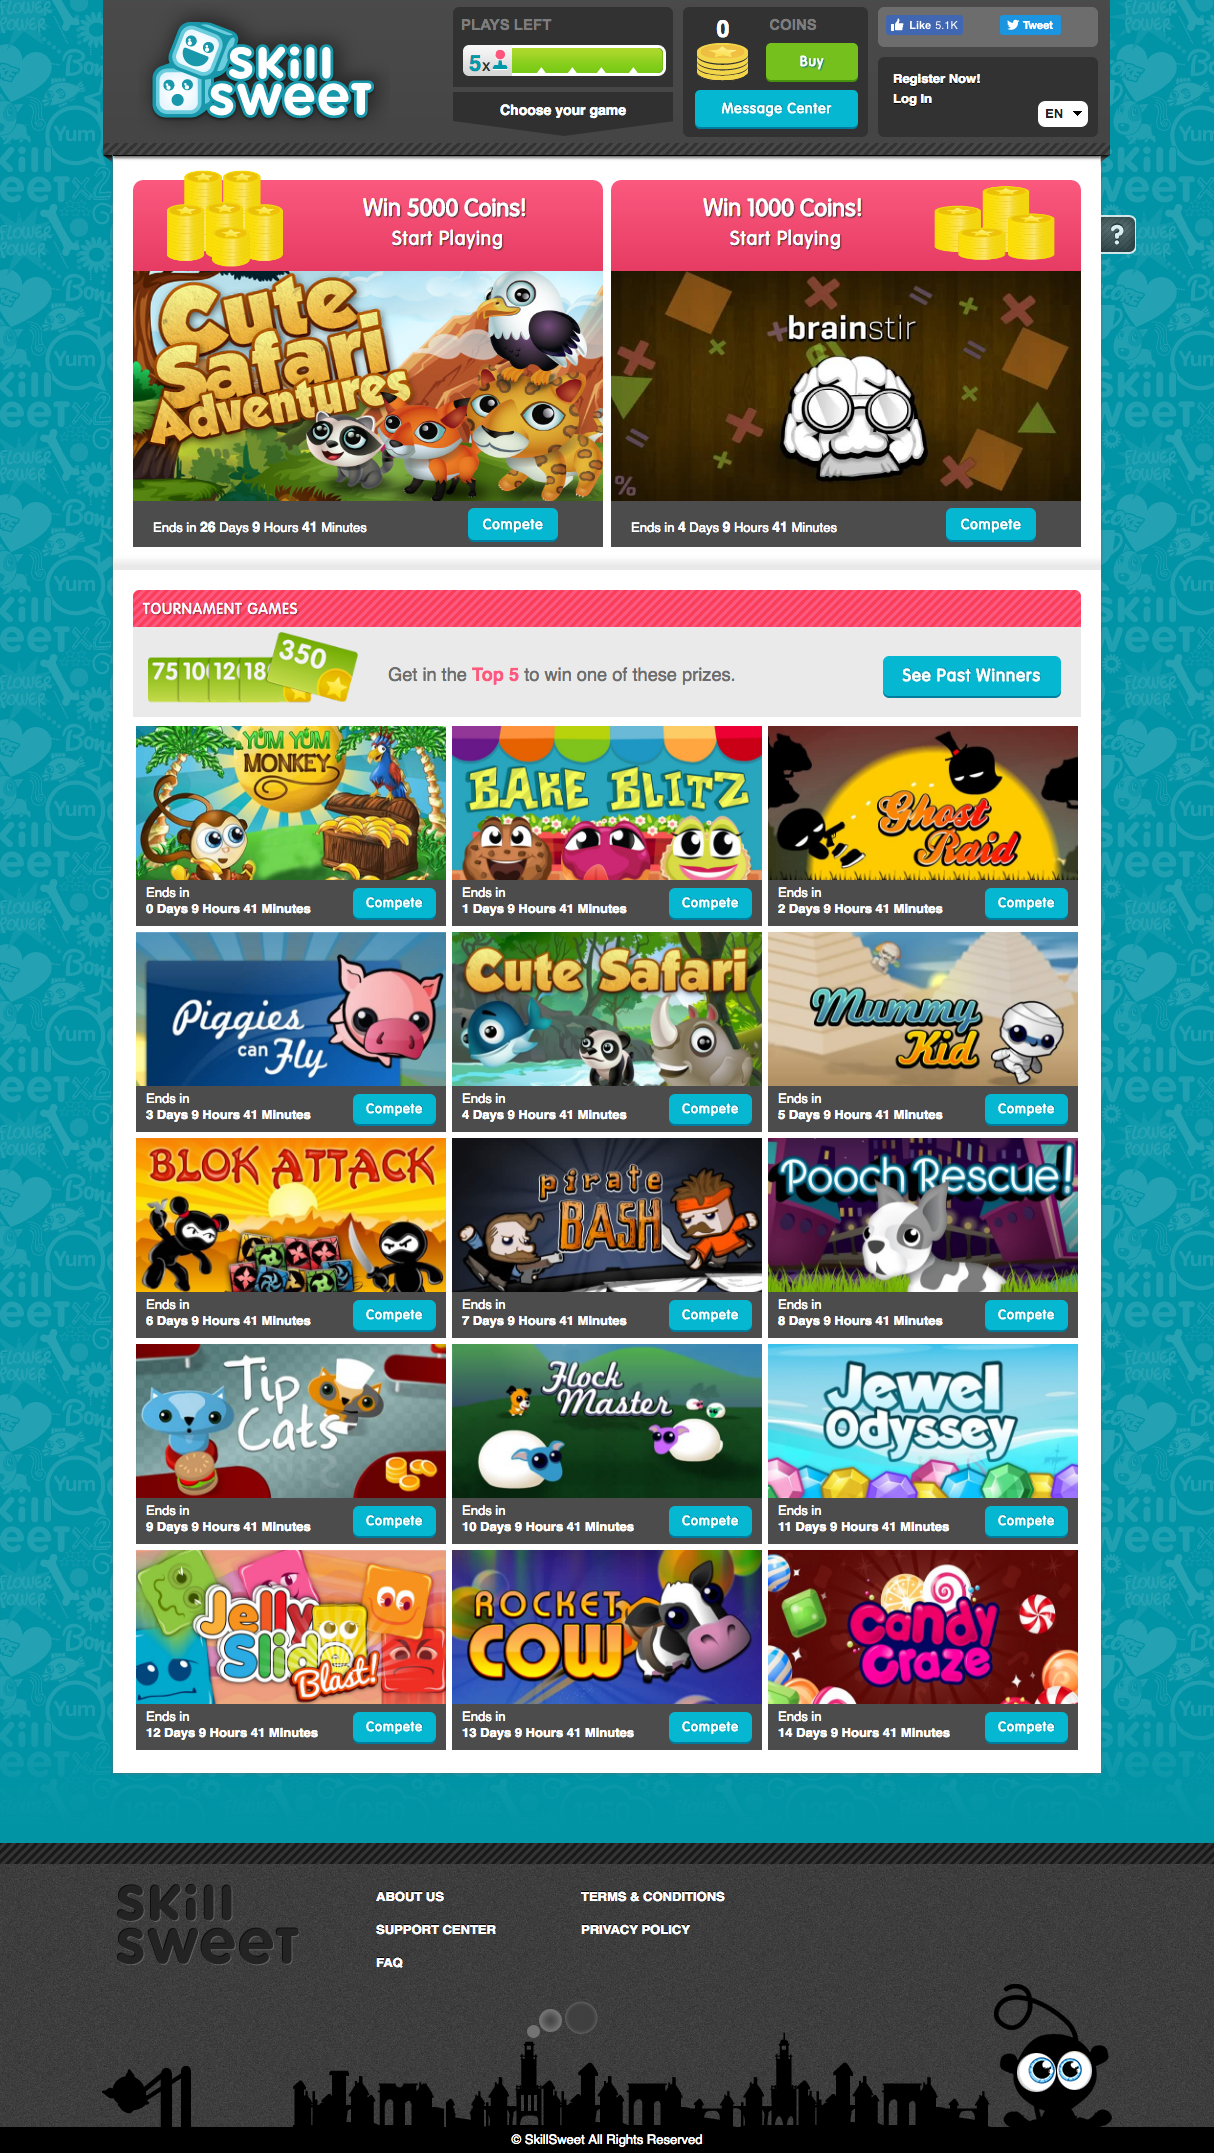 SKill
SWeeT
PLAYS LEFT
5x
Choose your game
0
COINS
Buy
Message Center
Like 5.1K
Tweet
Register Now!
Log In
EN
Win 5000 Coins!
Start Playing
Win 1000 Coins!
Start Playing
?
Cute
Safari
Adventures
brainstir
Ends in 26 Days 9 Hours 41 Minutes
Compete
Ends in 4 Days 9 Hours 41 Minutes
Compete
TOURNAMENT GAMES
75
350
Get in the Top 5 to win one of these prizes.
See Past Winners
YUM YUM
MONKEY
BAKE BLITZ
Ghost
Raid
Ends in
0 Days 9 Hours 41 Minutes
Compete
Ends in
1 Days 9 Hours 41 Minutes
Compete
Ends in
2 Days 9 Hours 41 Minutes
Compete
Piggies
can Fly
Cute Safari
Mummy
Kid
Ends in
3 Days 9 Hours 41 Minutes
Compete
Ends in
4 Days 9 Hours 41 Minutes
Compete
Ends in
5 Days 9 Hours 41 Minutes
Compete
BLOK ATTACK
pirate
BASH
Pooch Rescue!
Ends in
6 Days 9 Hours 41 Minutes
Compete
Ends in
7 Days 9 Hours 41 Minutes
Compete
Ends in
8 Days 9 Hours 41 Minutes
Compete
Tip
Cats
Flock
Master
Jewel
Odyssey
Ends in
9 Days 9 Hours 41 Minutes
Compete
Ends in
10 Days 9 Hours 41 Minutes
Compete
Ends in
11 Days 9 Hours 41 Minutes
Compete
Jelly
Slide
Blast!
ROCKET
COW
Candy
Craze
Ends in
12 Days 9 Hours 41 Minutes
Compete
Ends in
13 Days 9 Hours 41 Minutes
Compete
Ends in
14 Days 9 Hours 41 Minutes
Compete
SKill
SWeeT
ABOUT US
SUPPORT CENTER
FAQ
TERMS & CONDITIONS
PRIVACY POLICY
© SkillSweet All Rights Reserved